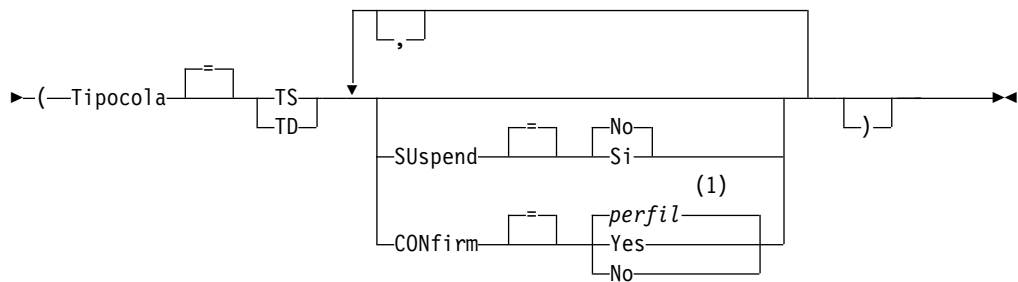 ,
( Tipocola = TS )
TD
SUspend = No
Si
(1)
CONfirm = perfil
Yes
No